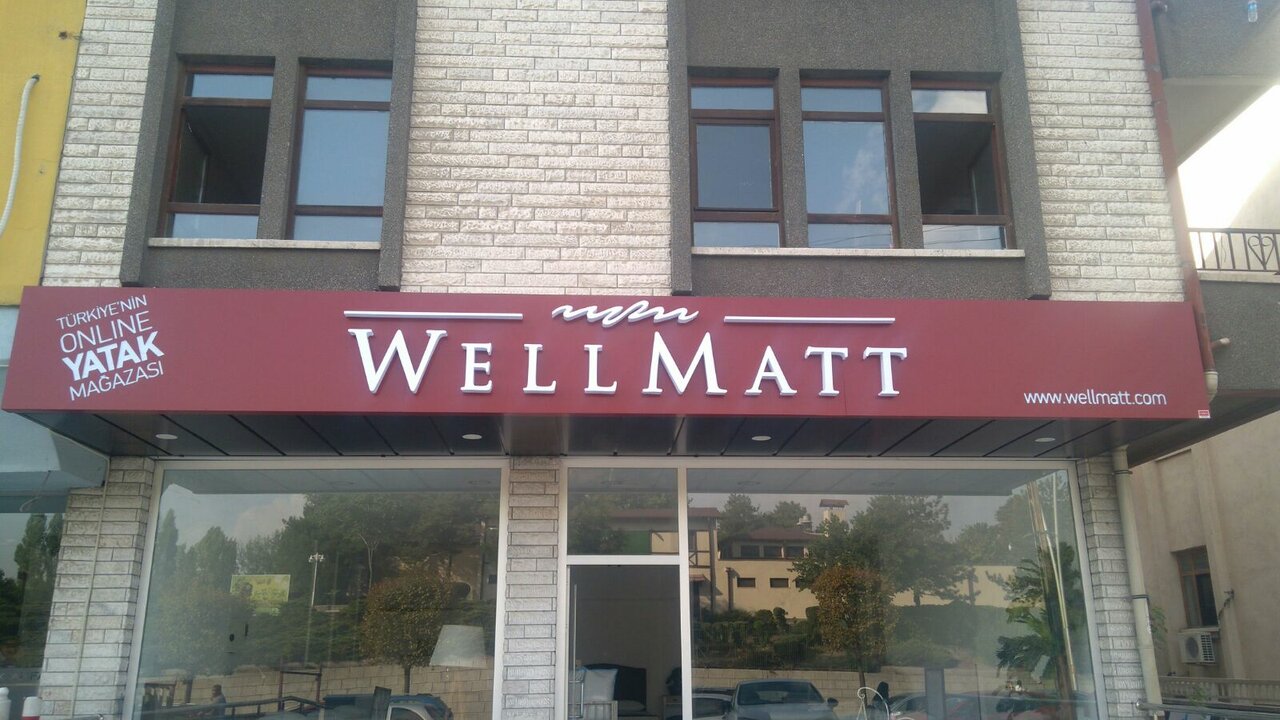 TÜRKİYE'NİN
ONLINE
YATAK
MAĞAZASI
WELLMATT
www.wellmatt.com